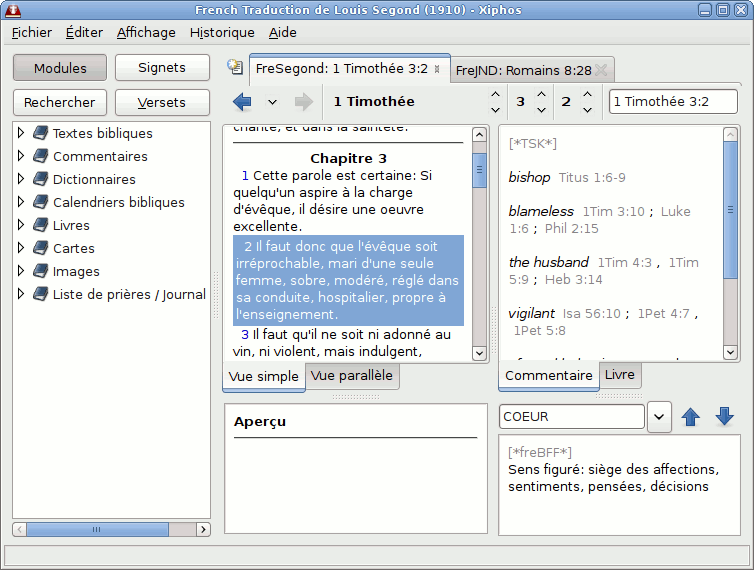 French Traduction de Louis Segond (1910) - Xiphos
Fichier Éditer Affichage Historique Aide
Modules Signets
Rechercher Versets
Textes bibliques
Commentaires
Dictionnaires
Calendriers bibliques
Livres
Cartes
Images
Liste de prières / Journal
FreSegond: 1 Timothée 3:2 FreJND: Romains 8:28
1 Timothée 3 2 1 Timothée 3:2
charité, et dans la sainteté.
Chapitre 3
1 Cette parole est certaine: Si
quelqu'un aspire à la charge
d'évêque, il désire une oeuvre
excellente.
2 Il faut donc que l'évêque soit
irréprochable, mari d'une seule
femme, sobre, modéré, réglé dans
sa conduite, hospitalier, propre à
l'enseignement.
3 Il faut qu'il ne soit ni adonné au
vin, ni violent, mais indulgent,
Vue simple Vue parallèle
[*TSK*]
bishop Titus 1:6-9
blameless 1Tim 3:10 ; Luke
1:6 ; Phil 2:15
the husband 1Tim 4:3 , 1Tim
5:9 ; Heb 3:14
vigilant Isa 56:10 ; 1Pet 4:7 ,
1Pet 5:8
Commentaire Livre
Aperçu
COEUR
[*freBFF*]
Sens figuré: siège des affections,
sentiments, pensées, décisions